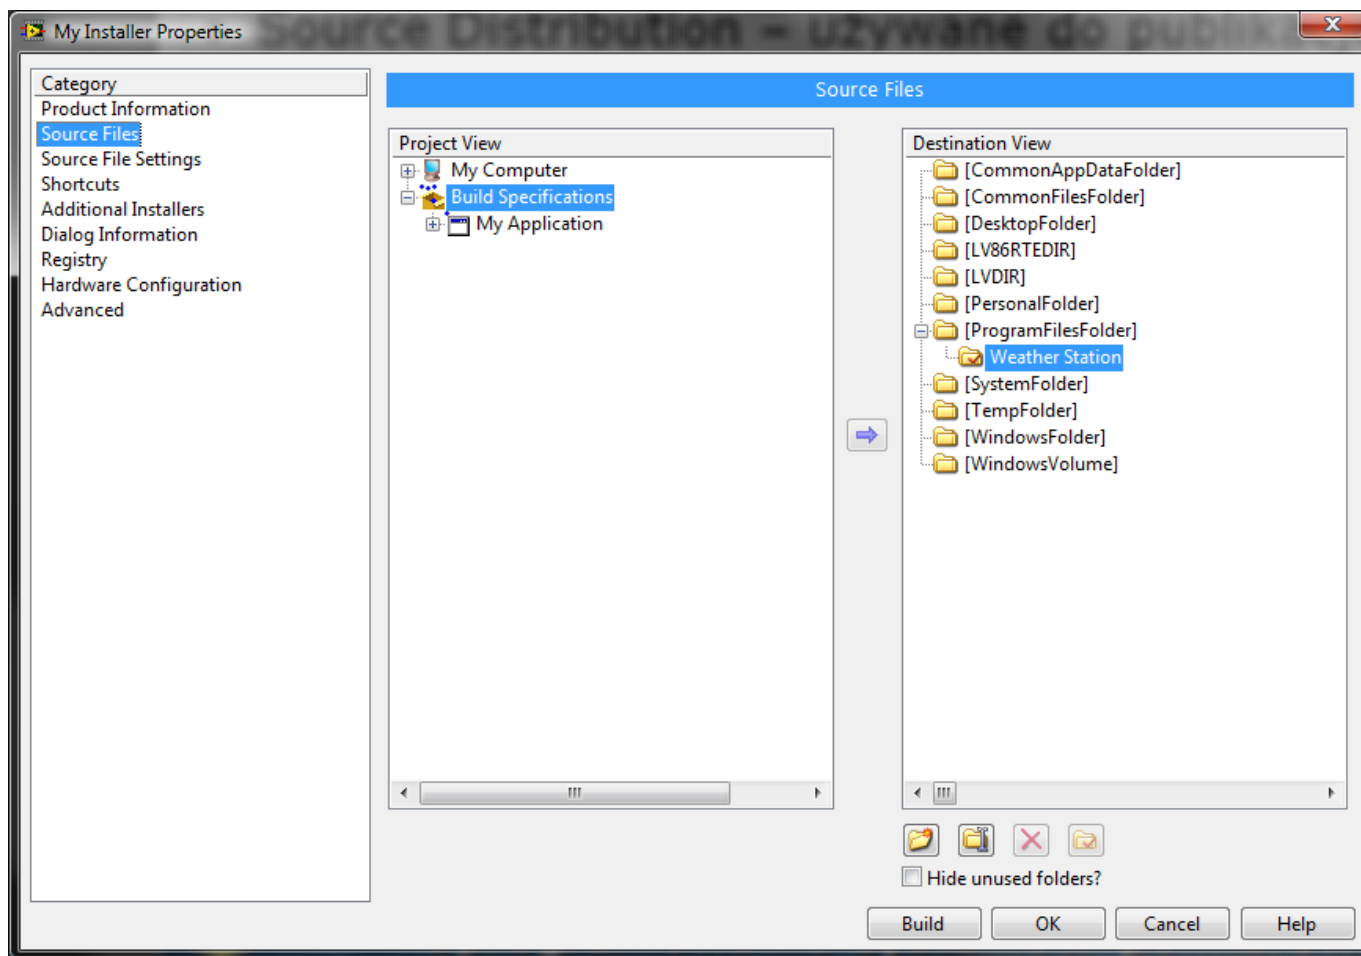 My Installer Properties
Source Distribution – używane do publik
Category
Product Information
Source Files
Source File Settings
Shortcuts
Additional Installers
Dialog Information
Registry
Hardware Configuration
Advanced
Source Files
Project View
My Computer
Build Specifications
My Application
Destination View
[CommonAppDataFolder]
[CommonFilesFolder]
[DesktopFolder]
[LV86RTEDIR]
[LVDIR]
[PersonalFolder]
[ProgramFilesFolder]
Weather Station
[SystemFolder]
[TempFolder]
[WindowsFolder]
[WindowsVolume]
Hide unused folders?
Build
OK
Cancel
Help